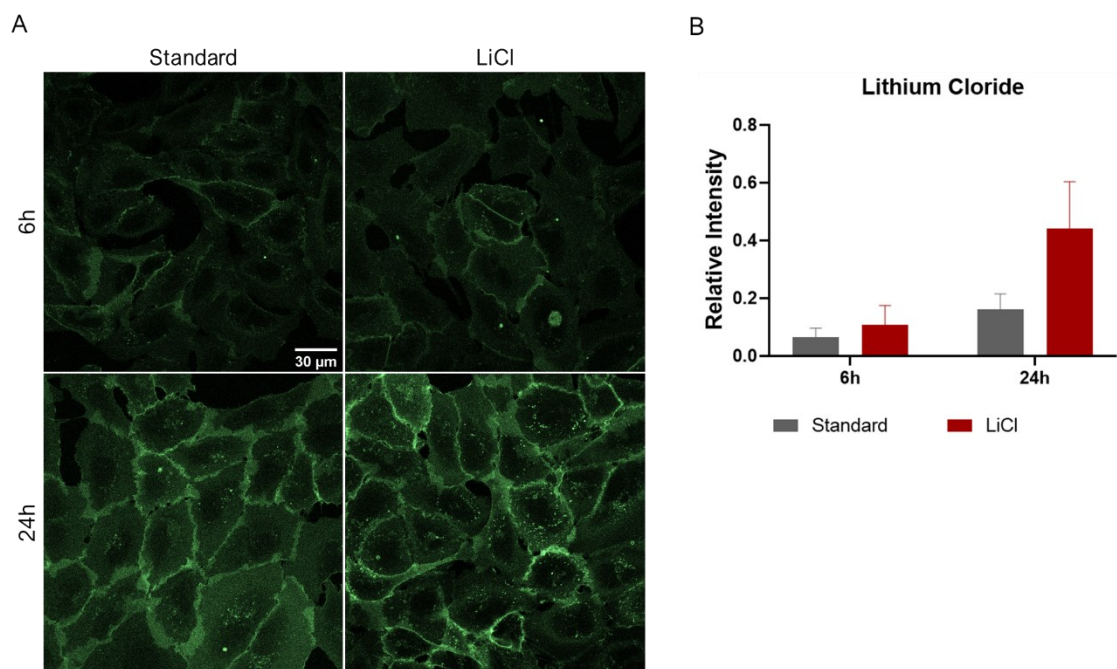 A
Standard
LiCl
6h
30 µm
24h
B
Lithium Cloride
Relative Intensity
0.8
0.6
0.4
0.2
0.0
6h
24h
Standard
LiCl